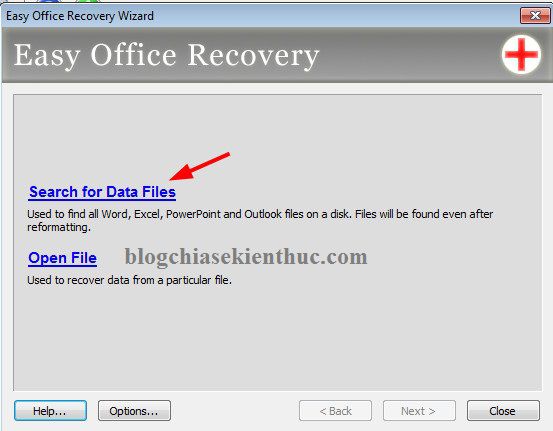 Easy Office Recovery Wizard
Easy Office Recovery
Search for Data Files
Used to find all Word, Excel, PowerPoint and Outlook files on a disk. Files will be found even after
reformatting.
Open File
blogchiasekienthuc.com
Used to recover data from a particular file.
Help...
Options...
< Back
Next >
Close